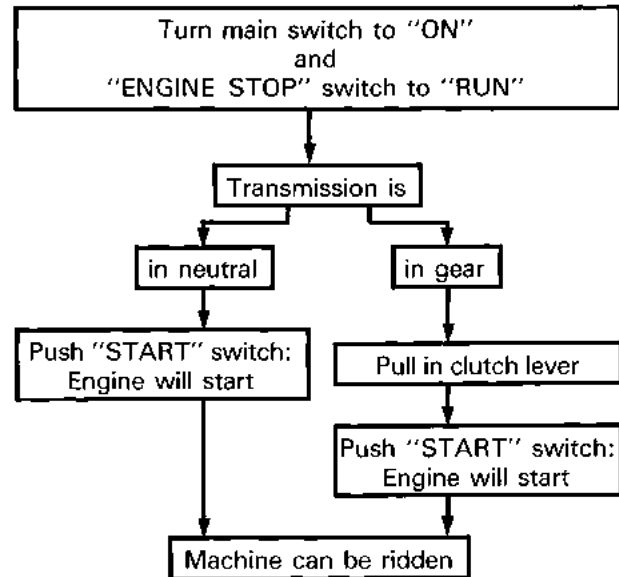 Turn main switch to "ON"
and
"ENGINE STOP" switch to "RUN"
Transmission is
in neutral
in gear
Push "START" switch:
Engine will start
Pull in clutch lever
Push "START" switch:
Engine will start
Machine can be ridden